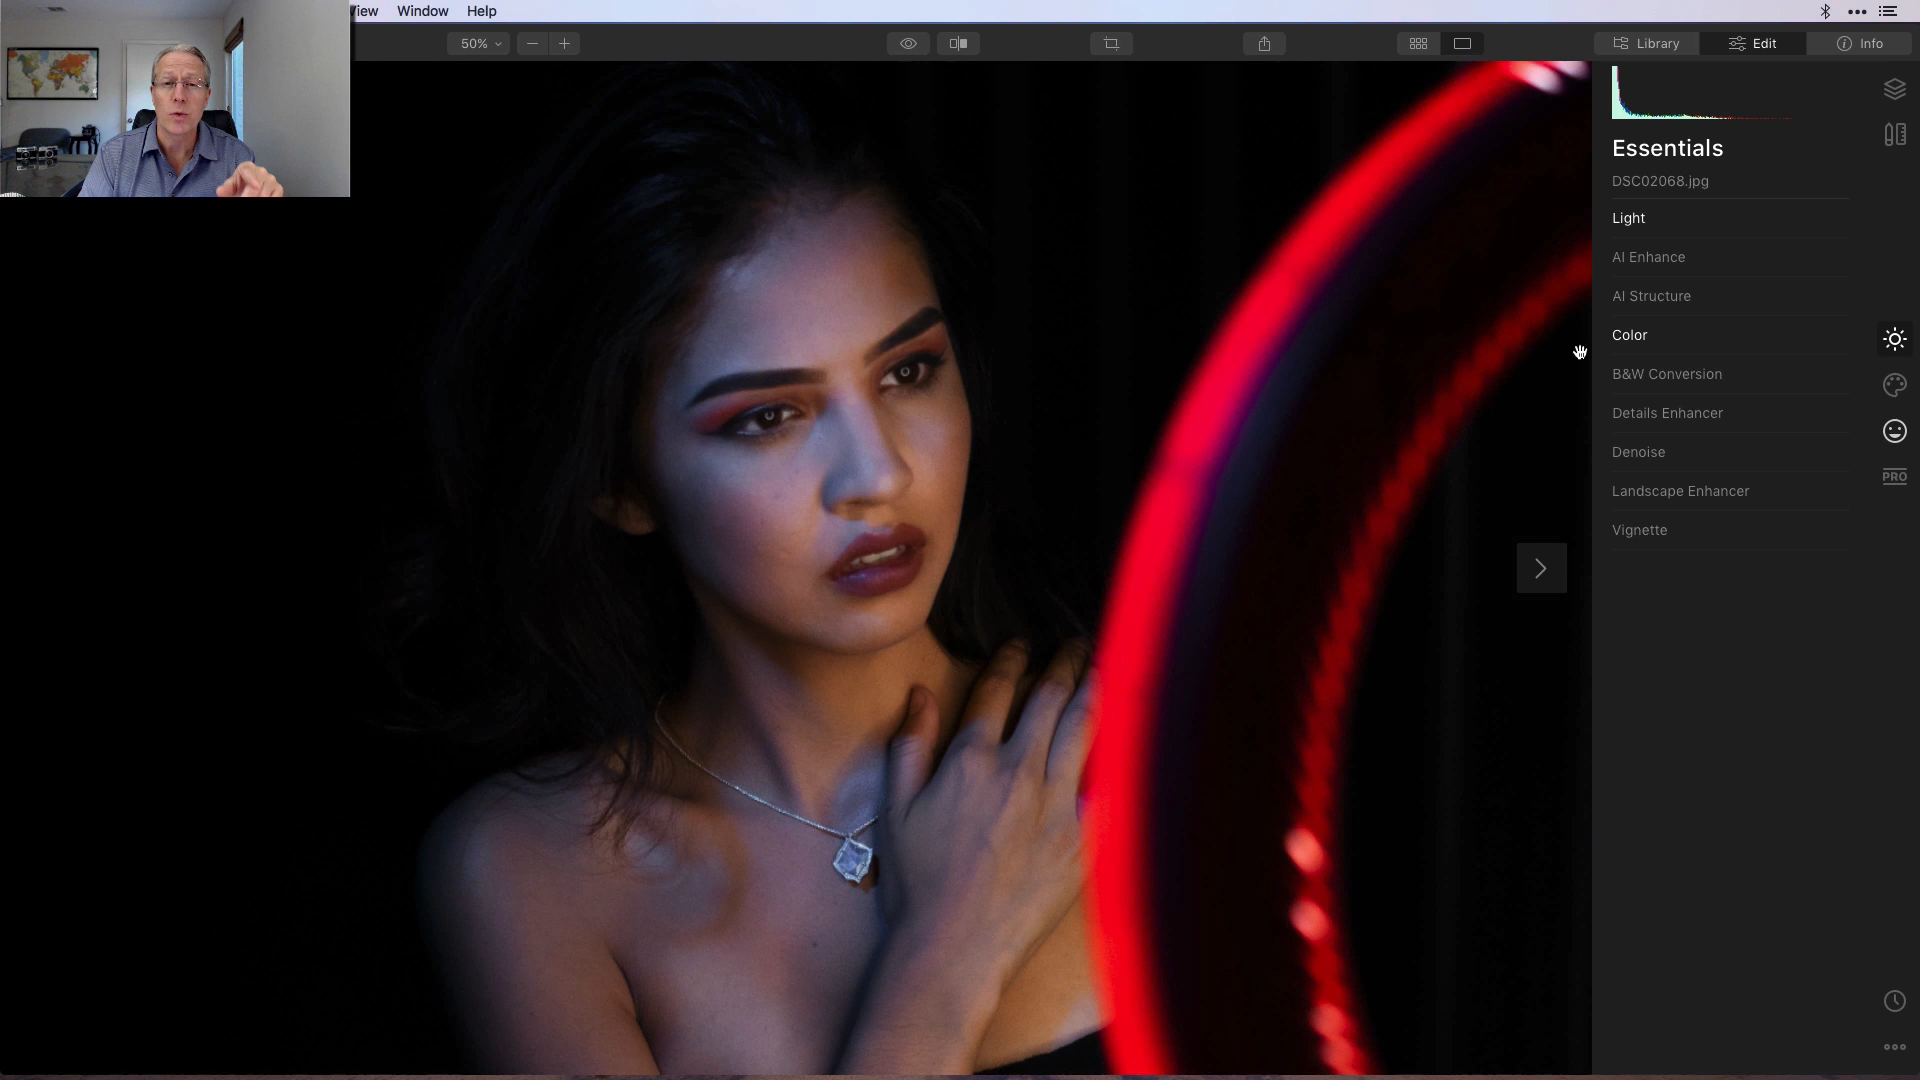 View Window Help
50%
Library Edit Info
Essentials
DSC02068.jpg
Light
AI Enhance
AI Structure
Color
B&W Conversion
Details Enhancer
Denoise
Landscape Enhancer
Vignette
PRO